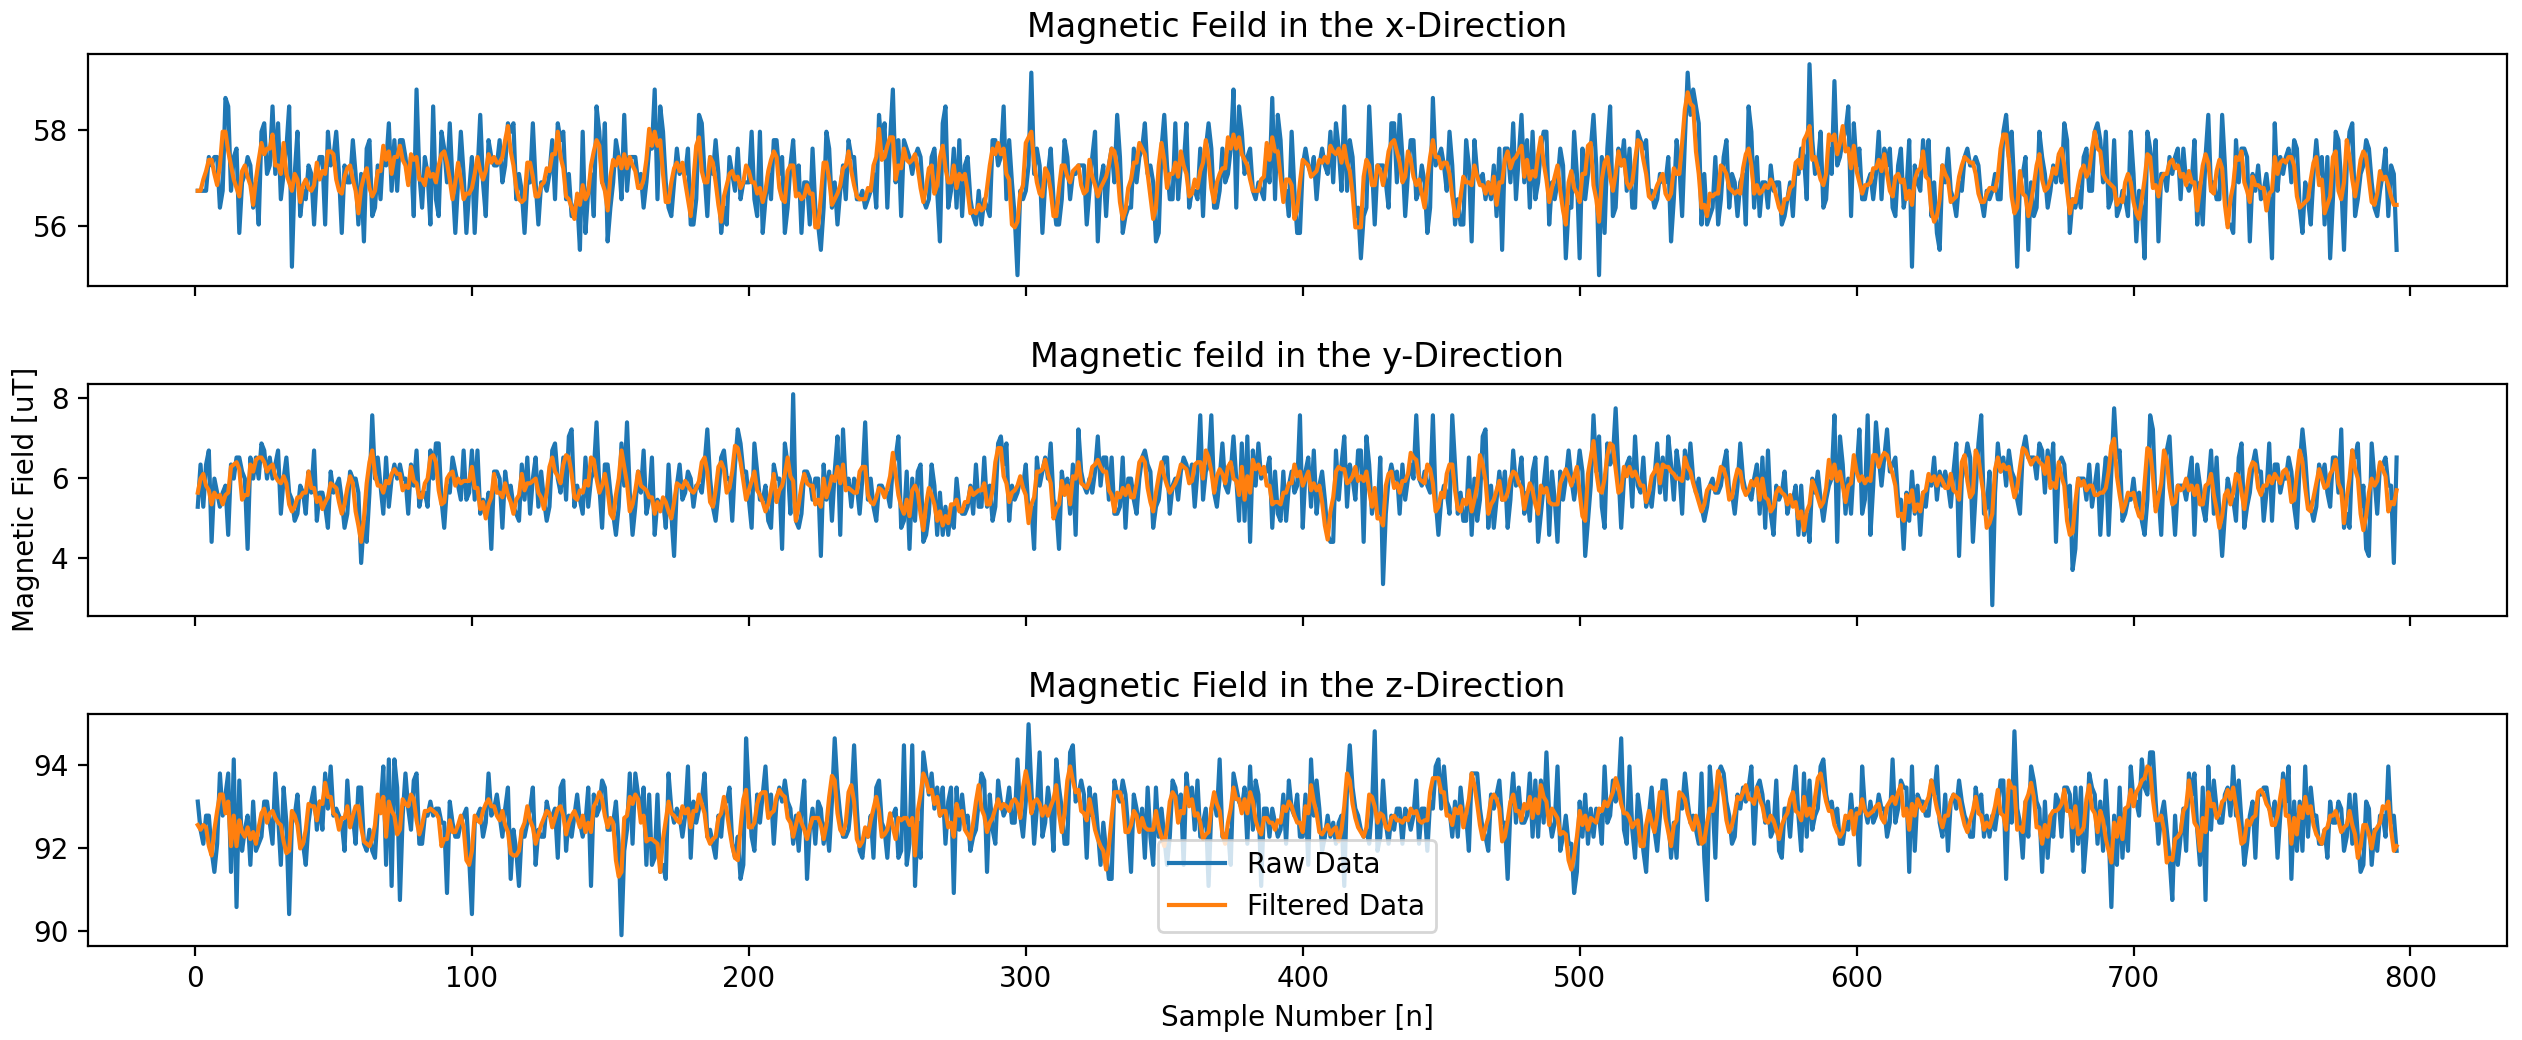 Magnetic Feild in the x-Direction
58
56
Magnetic feild in the y-Direction
Magnetic Field [uT]
8
6
4
Magnetic Field in the z-Direction
94
92
90
Raw Data
Filtered Data
0 100 200 300 400 500 600 700 800
Sample Number [n]